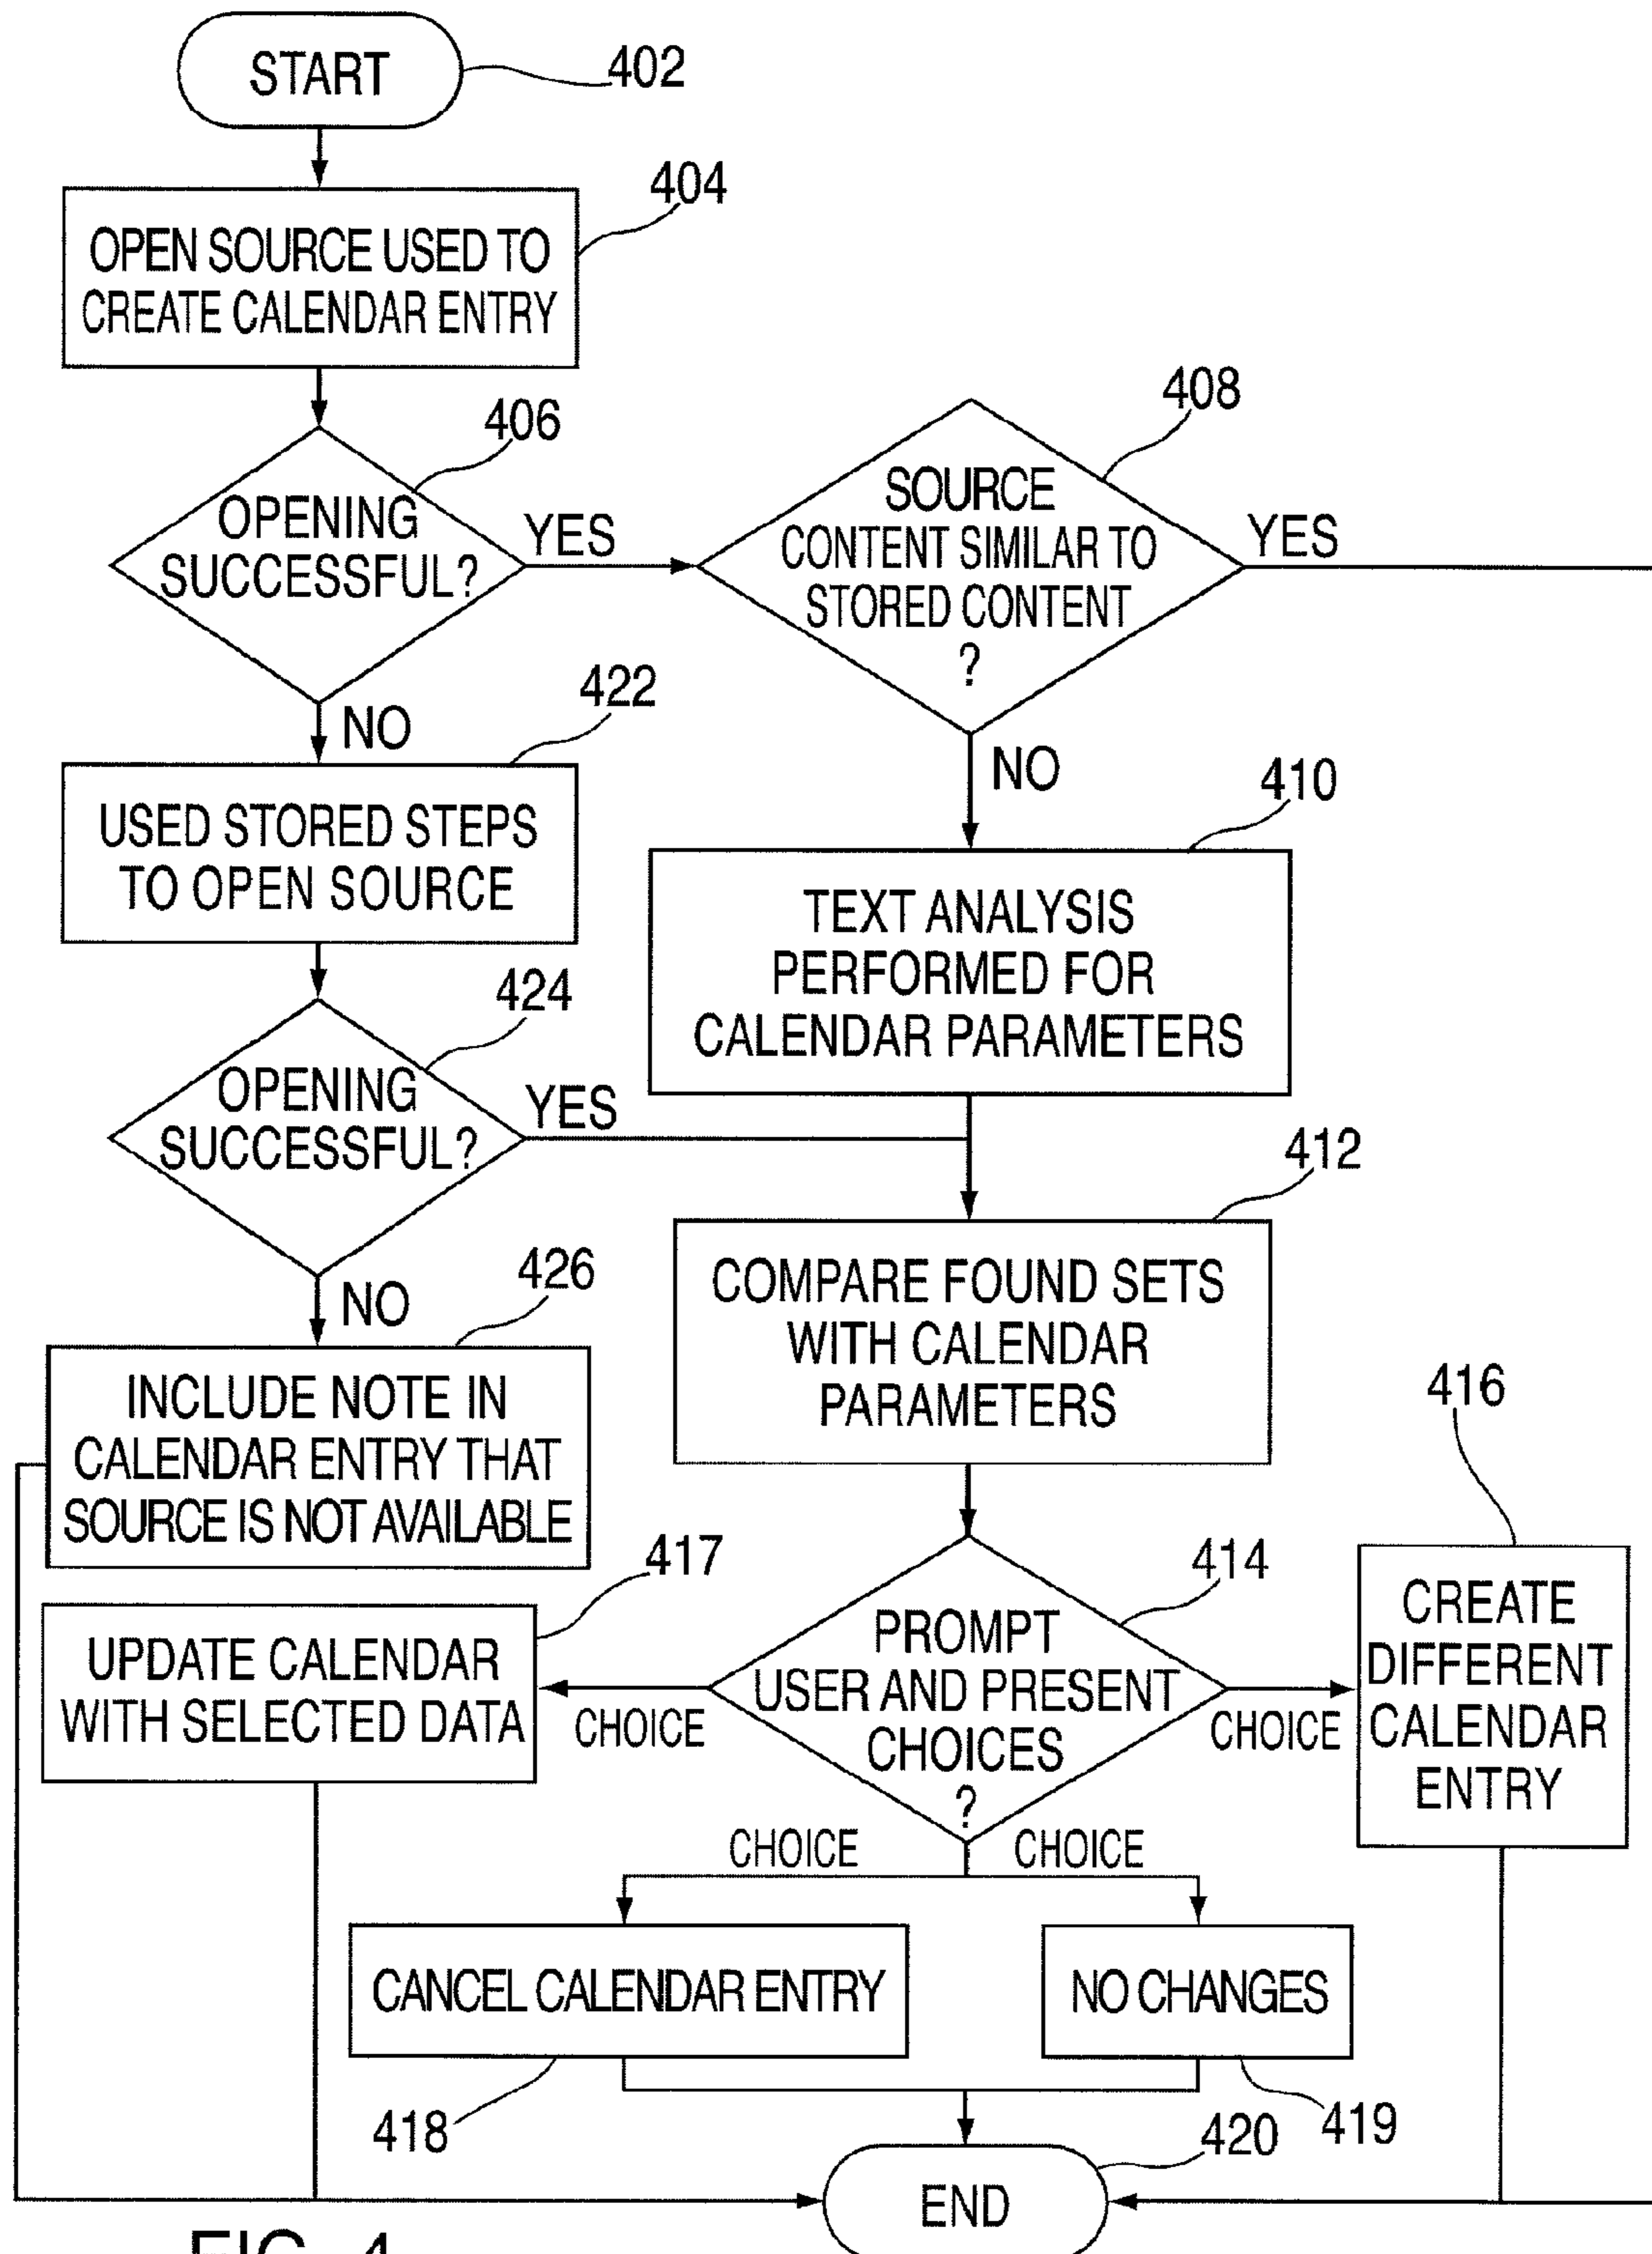 START
402
404
OPEN SOURCE USED TO
CREATE CALENDAR ENTRY
406
OPENING
SUCCESSFUL?
YES
408
SOURCE
CONTENT SIMILAR TO
STORED CONTENT
?
YES
NO
422
USED STORED STEPS
TO OPEN SOURCE
NO
410
TEXT ANALYSIS
PERFORMED FOR
CALENDAR PARAMETERS
424
OPENING
SUCCESSFUL?
YES
412
COMPARE FOUND SETS
WITH CALENDAR
PARAMETERS
NO
426
INCLUDE NOTE IN
CALENDAR ENTRY THAT
SOURCE IS NOT AVAILABLE
417
UPDATE CALENDAR
WITH SELECTED DATA
CHOICE
414
PROMPT
USER AND PRESENT
CHOICES
?
CHOICE
416
CREATE
DIFFERENT
CALENDAR
ENTRY
CHOICE
CHOICE
CANCEL CALENDAR ENTRY
NO CHANGES
418
419
420
END
FIG. 4